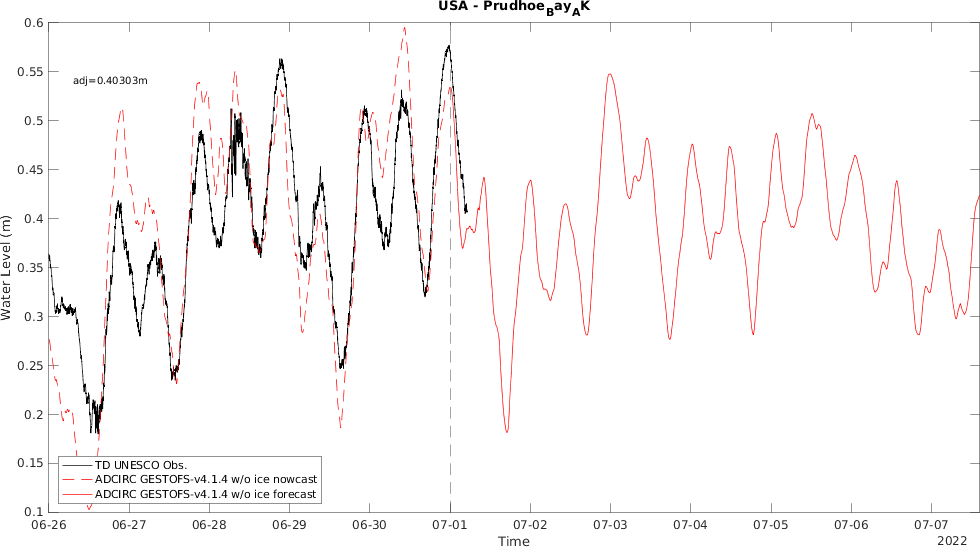 USA - Prudhoe_Bay_AK
adj=0.40303m
0.6
0.55
0.5
0.45
0.4
0.35
0.3
0.25
0.2
0.15
0.1
Water Level (m)
TD UNESCO Obs.
ADCIRC GESTOFS-v4.1.4 w/o ice nowcast
ADCIRC GESTOFS-v4.1.4 w/o ice forecast
06-26 06-27 06-28 06-29 06-30 07-01 07-02 07-03 07-04 07-05 07-06 07-07
Time
2022